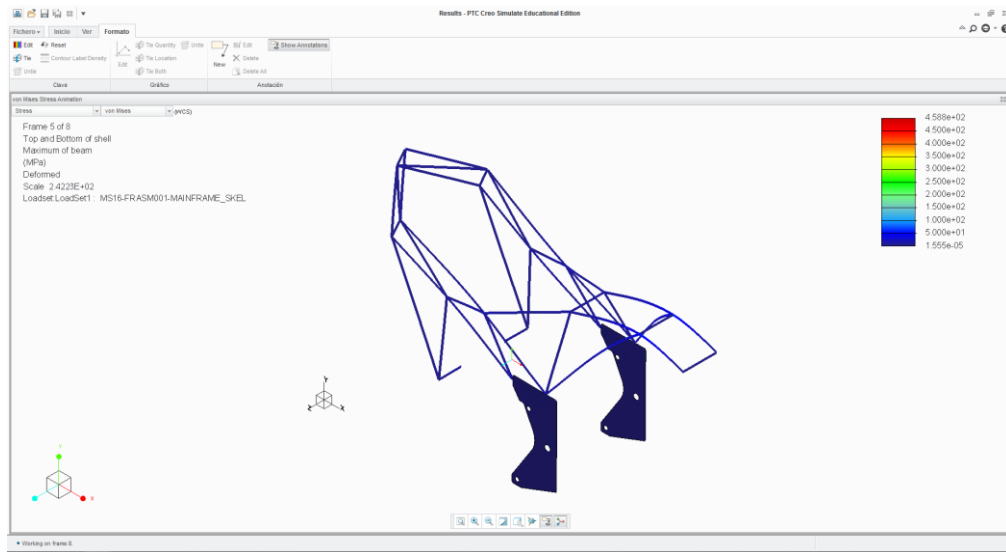 Results - PTC Creo Simulate Educational Edition
Fichero Inicio Ver Formato
Edit Reset
Tie Contour Label Density
Untie
Clave
Edit
Tie Quantity Untie
Tie Location
Tie Both
Gráfico
New
Edit
Delete
Delete All
Show Annotations
Anotación
von Mises Stress Animation
Stress von Mises (WCS)
Frame 5 of 8
Top and Bottom of shell
Maximum of beam
(MPa)
Deformed
Scale 2.4223E+02
Loadset:LoadSet1 : MS16-FRASM001-MAINFRAME_SKEL
4.588e+02
4.500e+02
4.000e+02
3.500e+02
3.000e+02
2.500e+02
2.000e+02
1.500e+02
1.000e+02
5.000e+01
1.555e-05
Y
Z X
Y
X
Working on frame 8.